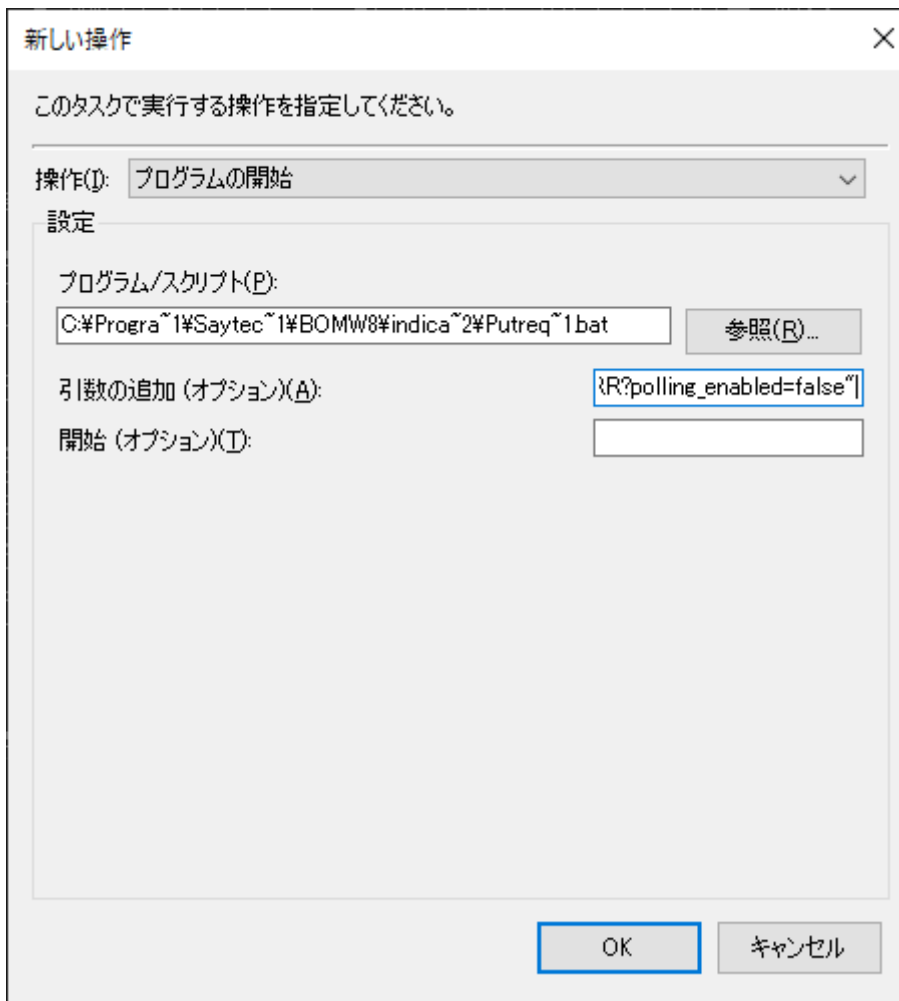 新しい操作
このタスクで実行する操作を指定してください。
操作(I): プログラムの開始
設定
プログラム/スクリプト(P):
C:¥Progra~1¥Saytec~1¥BOMW8¥indica~2¥Putreq~1.bat 参照(R)...
引数の追加 (オプション)(A): R?polling_enabled=false"
開始 (オプション)(T):
OK キャンセル